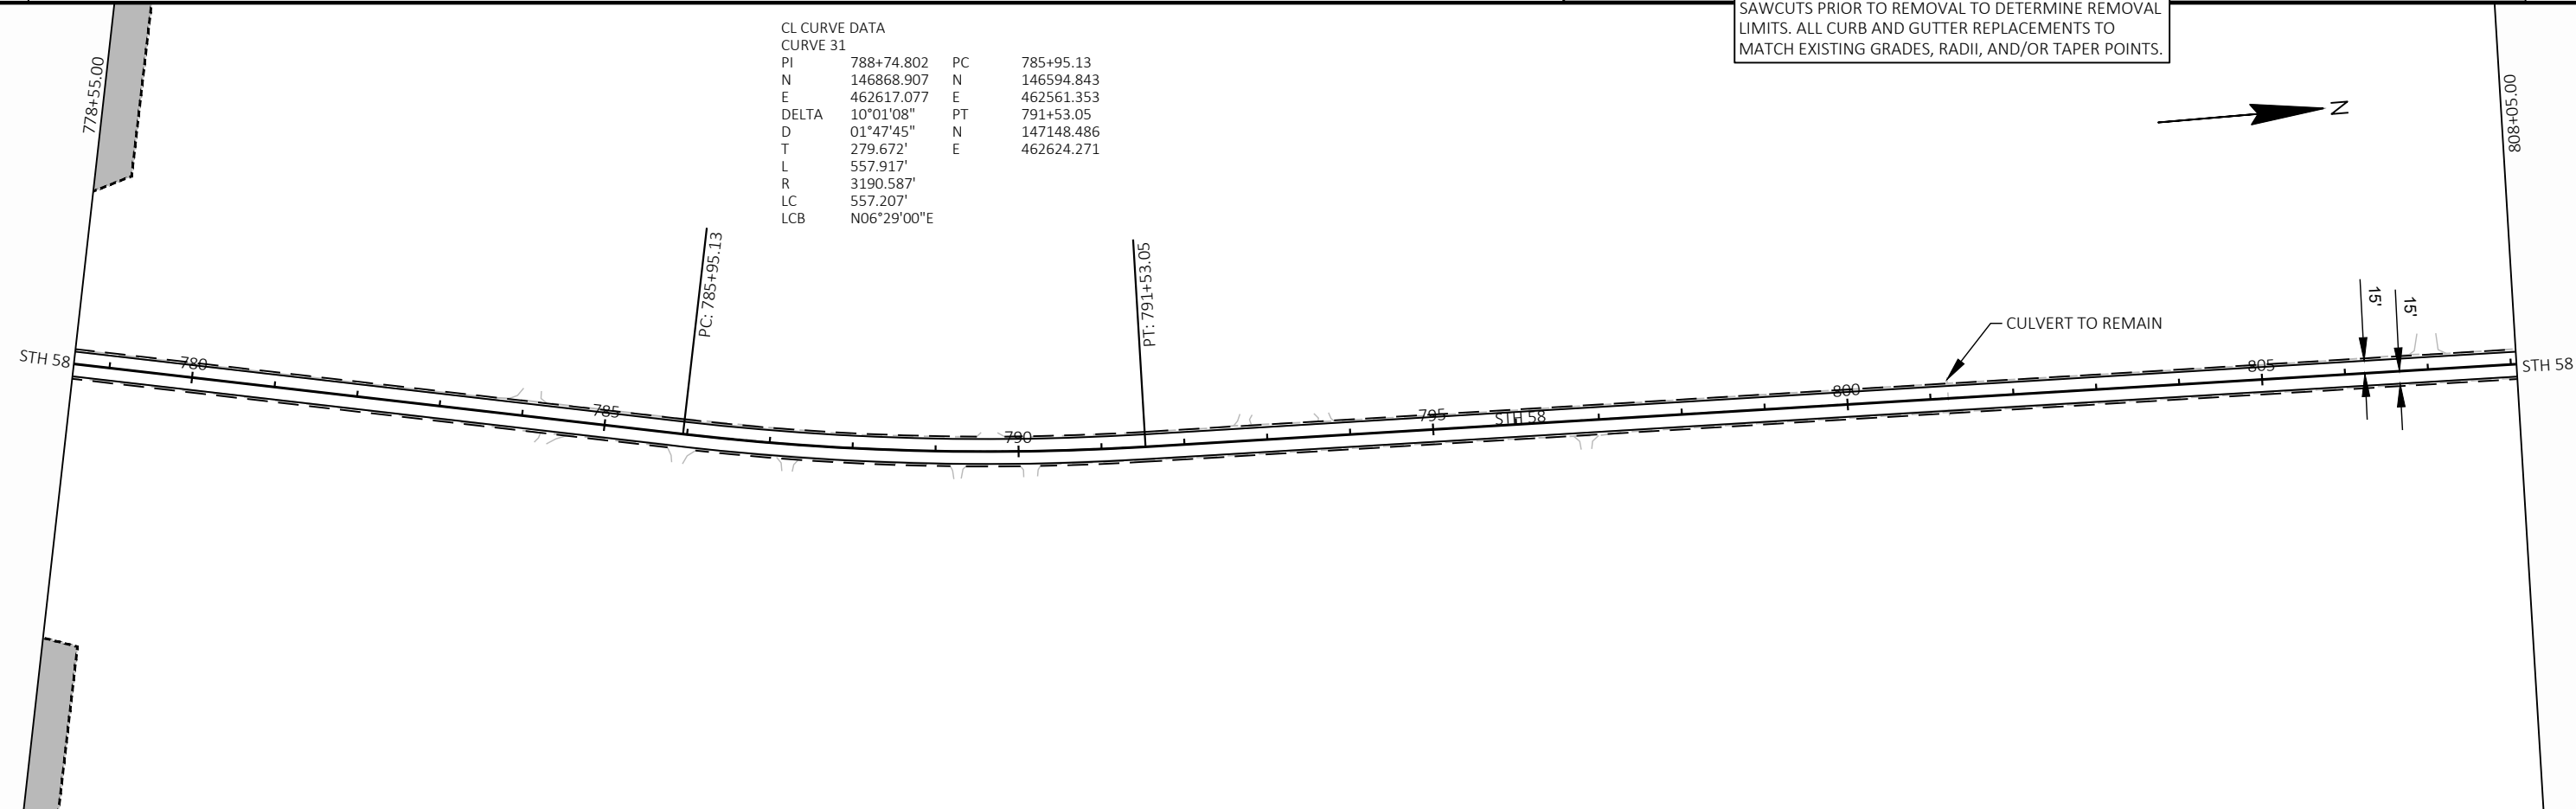 SAWCUTS PRIOR TO REMOVAL TO DETERMINE REMOVAL
LIMITS. ALL CURB AND GUTTER REPLACEMENTS TO
MATCH EXISTING GRADES, RADII, AND/OR TAPER POINTS.
CL CURVE DATA
CURVE 31
PI 788+74.802 PC 785+95.13
N 146868.907 N 146594.843
E 462617.077 E 462561.353
DELTA 10°01'08" PT 791+53.05
D 01°47'45" N 147148.486
T 279.672' E 462624.271
L 557.917'
R 3190.587'
LC 557.207'
LCB N06°29'00"E
778+55.00
808+05.00
N
PC: 785+95.13
PT: 791+53.05
15'
15'
CULVERT TO REMAIN
STH 58
780
785
790
795
STH 58
800
805
STH 58